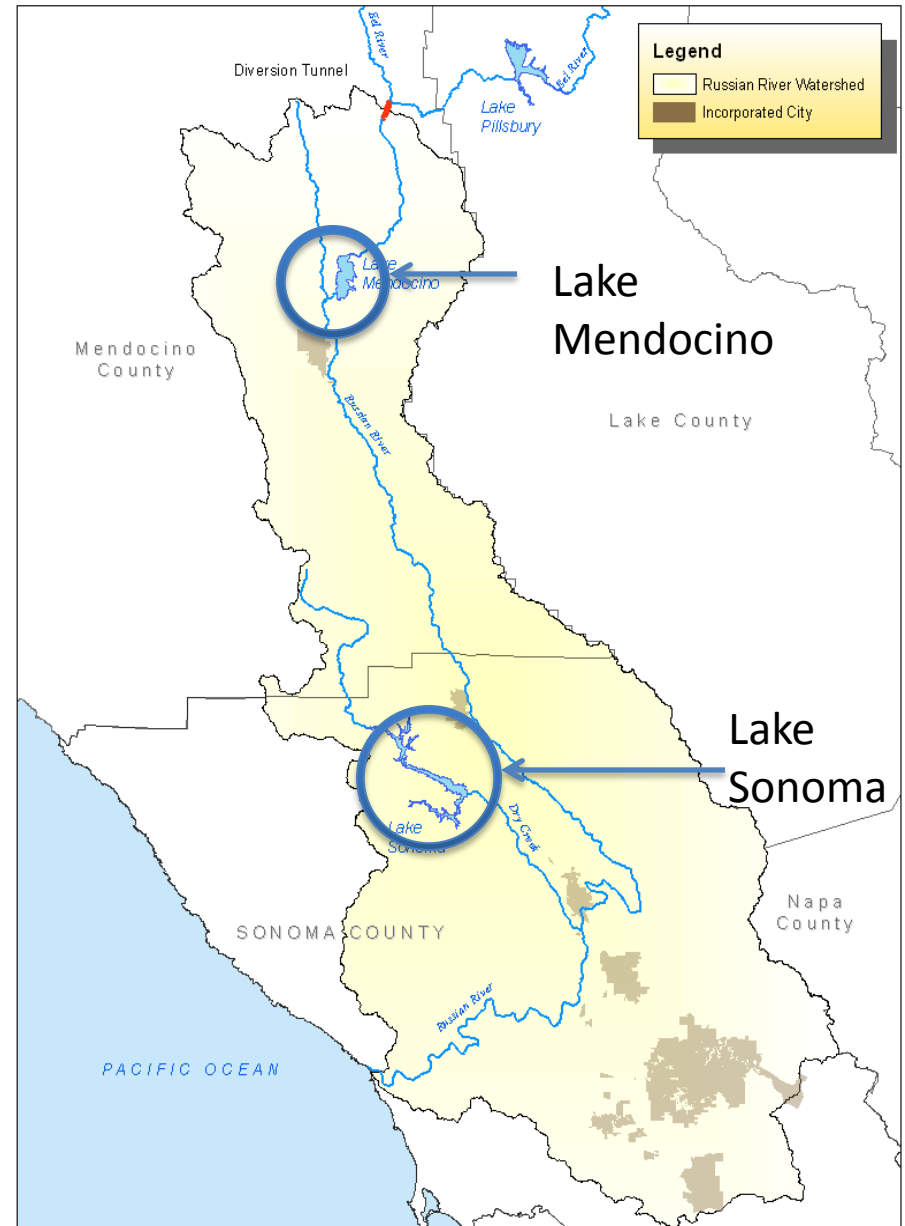 Eel River
Diversion Tunnel
Eel River
Lake
Pillsbury
Legend
Russian River Watershed
Incorporated City
Lake
Mendocino
Lake
Mendocino
Mendocino
County
Lake County
Russian River
Lake
Sonoma
Lake
Sonoma
Dry Creek
Napa
County
SONOMA COUNTY
Russian River
PACIFIC OCEAN